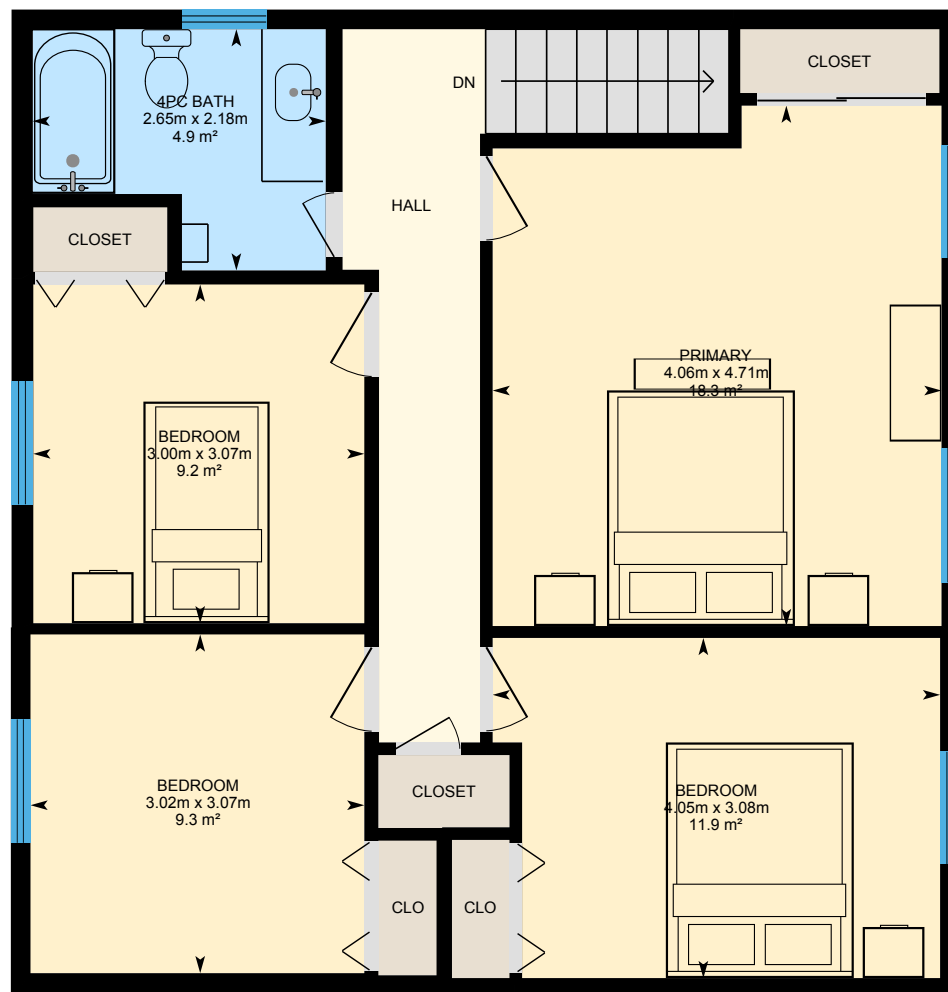 CLOSET
DN
4PC BATH
2.65m x 2.18m
4.9 m²
HALL
CLOSET
PRIMARY
4.06m x 4.71m
18.3 m²
BEDROOM
3.00m x 3.07m
9.2 m²
BEDROOM
3.02m x 3.07m
9.3 m²
CLOSET
BEDROOM
4.05m x 3.08m
11.9 m²
CLO
CLO